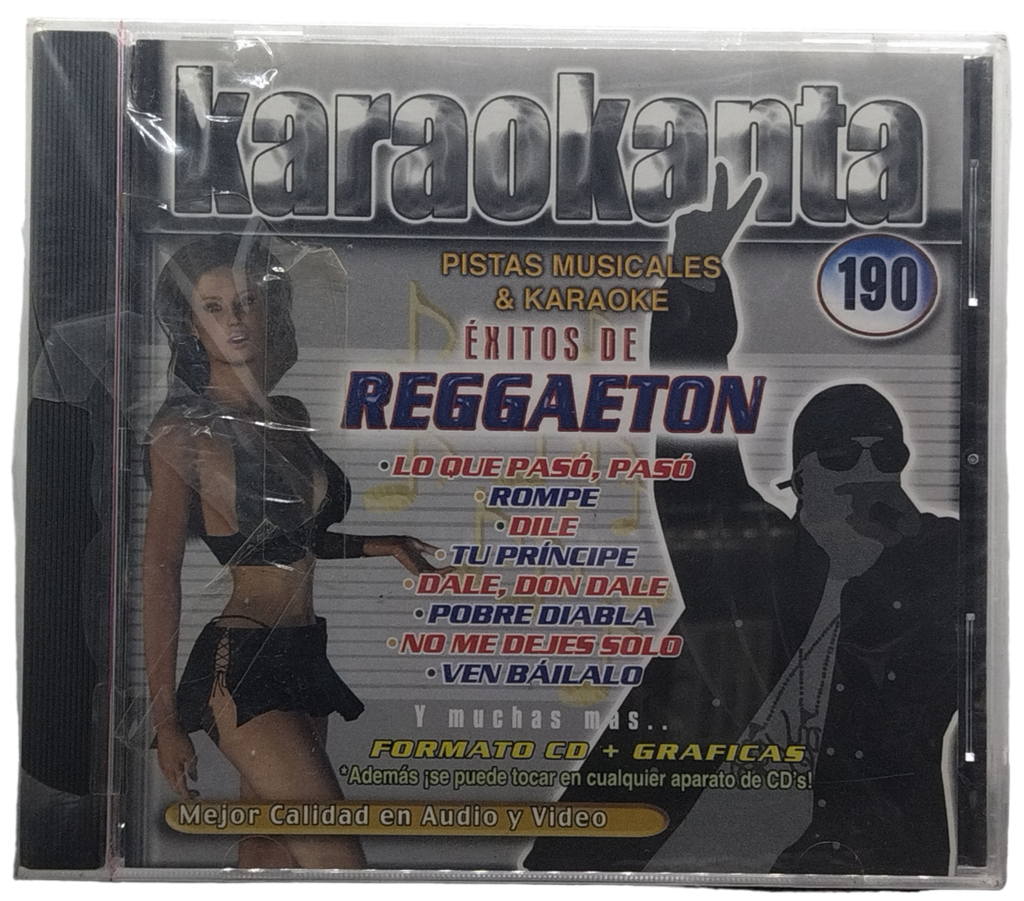 karaokanta
PISTAS MUSICALES
& KARAOKE
190
ÉXITOS DE
REGGAETON
• LO QUE PASÓ, PASÓ
• ROMPE
• DILE
• TU PRÍNCIPE
• DALE, DON DALE
• POBRE DIABLA
• NO ME DEJES SOLO
• VEN BÁILALO
Y muchas mas..
FORMATO CD + GRAFICAS
*Además ¡se puede tocar en cualquier aparato de CD's!
Mejor Calidad en Audio y Video